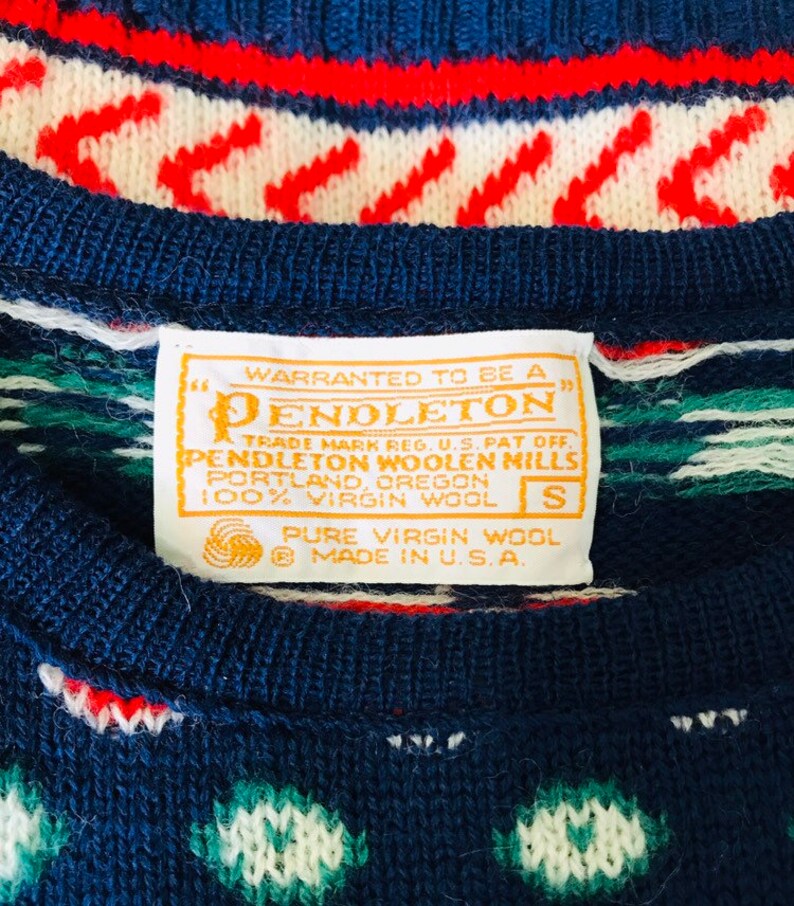 WARRANTED TO BE A
"PENDLETON"
TRADE MARK REG. U.S. PAT OFF.
PENDLETON WOOLEN MILLS
PORTLAND, OREGON
100% VIRGIN WOOL S
PURE VIRGIN WOOL
® MADE IN U.S.A.